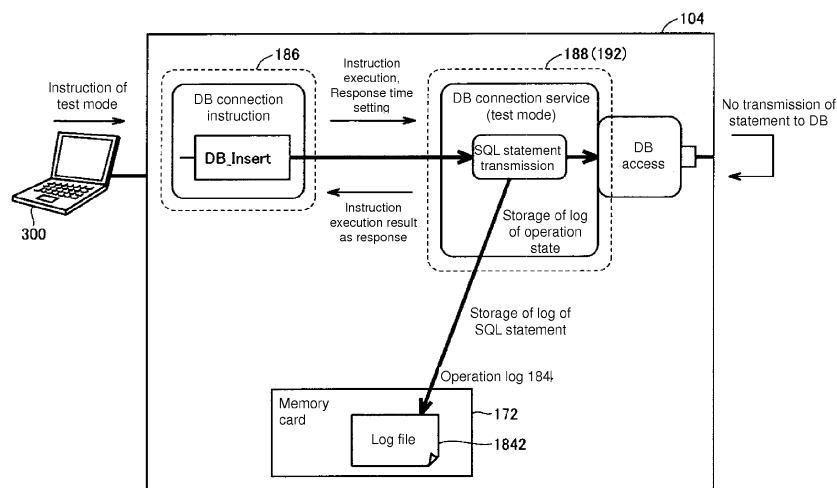 104
186
188(192)
Instruction of
test mode
Instruction
execution,
Response time
setting
DB connection
instruction
DB_Insert
DB connection service
(test mode)
SQL statement
transmission
DB
access
No transmission of
statement to DB
300
Instruction
execution result
as response
Storage of log
of operation
state
Storage of log of
SQL statement
Operation log 184
Memory
card
172
Log file
1842